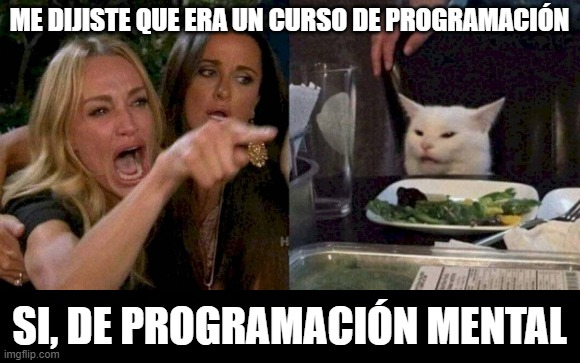 ME DIJISTE QUE ERA UN CURSO DE PROGRAMACIÓN
SI, DE PROGRAMACIÓN MENTAL
imgflip.com